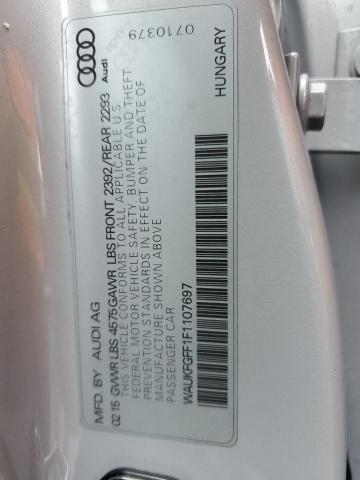 MFD. BY AUDI AG
02 15 GVWR LBS 4575 GAWR LBS FRONT 2392/REAR 2293
THIS VEHICLE CONFORMS TO ALL APPLICABLE U.S.
FEDERAL MOTOR VEHICLE SAFETY, BUMPER AND THEFT
PREVENTION STANDARDS IN EFFECT ON THE DATE OF
MANUFACTURE SHOWN ABOVE
PASSENGER CAR
WAUKFGFF1F1107697
Audi
0710379
HUNGARY